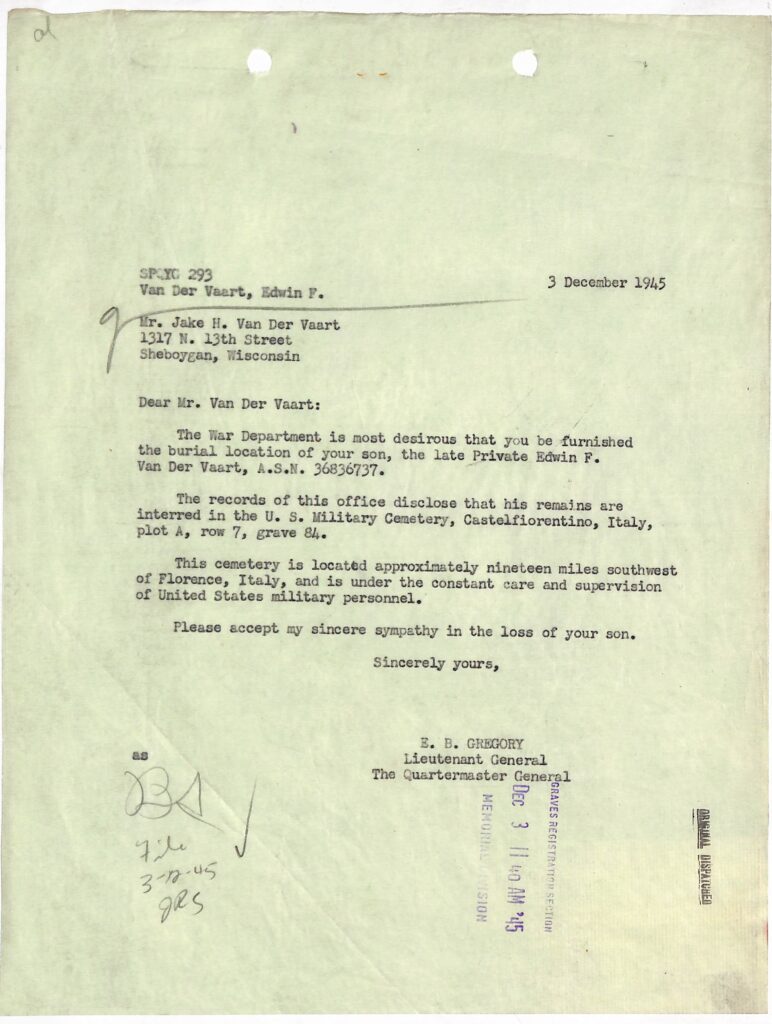 SPQYG 293
Van Der Vaart, Edwin F.
3 December 1945
Mr. Jake H. Van Der Vaart
1317 N. 13th Street
Sheboygan, Wisconsin
Dear Mr. Van Der Vaart:
The War Department is most desirous that you be furnished
the burial location of your son, the late Private Edwin F.
Van Der Vaart, A.S.N. 36836737.
The records of this office disclose that his remains are
interred in the U. S. Military Cemetery, Castelfiorentino, Italy,
plot A, row 7, grave 84.
This cemetery is located approximately nineteen miles southwest
of Florence, Italy, and is under the constant care and supervision
of United States military personnel.
Please accept my sincere sympathy in the loss of your son.
Sincerely yours,
E. B. GREGORY
Lieutenant General
The Quartermaster General
as
File
3-12-45
JRS
GRAVES REGISTRATION SECTION
DEC 3 11 40 AM '45
MEMORIAL DIVISION
ORIGINAL DISPATCHED